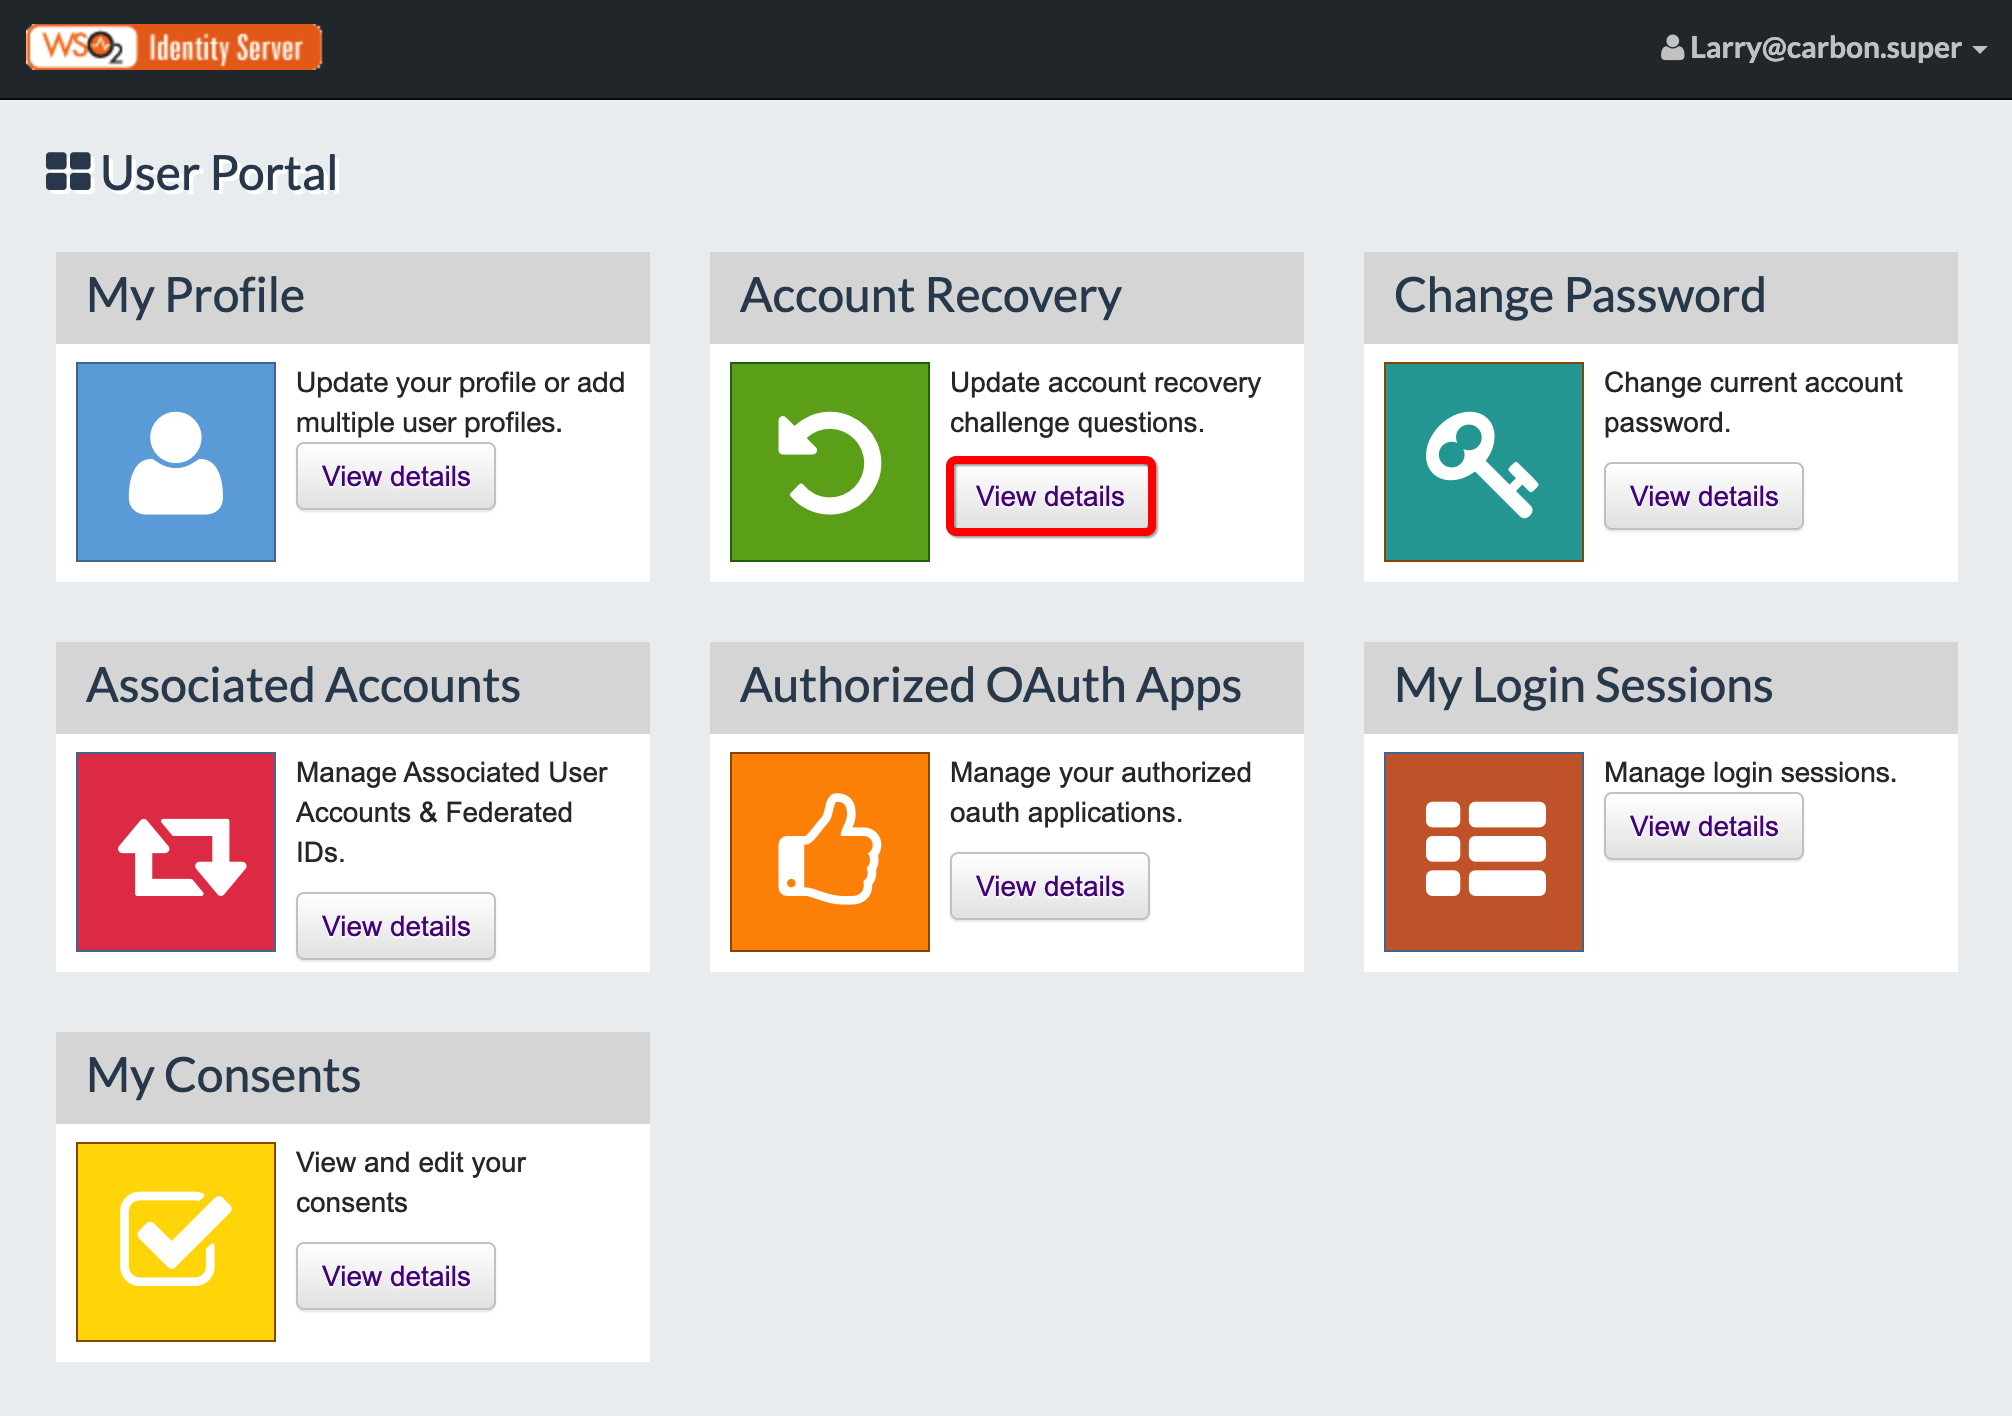 WSO2 Identity Server
Larry@carbon.super
User Portal
My Profile
Update your profile or add
multiple user profiles.
View details
Account Recovery
Update account recovery
challenge questions.
View details
Change Password
Change current account
password.
View details
Associated Accounts
Manage Associated User
Accounts & Federated
IDs.
View details
Authorized OAuth Apps
Manage your authorized
oauth applications.
View details
My Login Sessions
Manage login sessions.
View details
My Consents
View and edit your
consents
View details